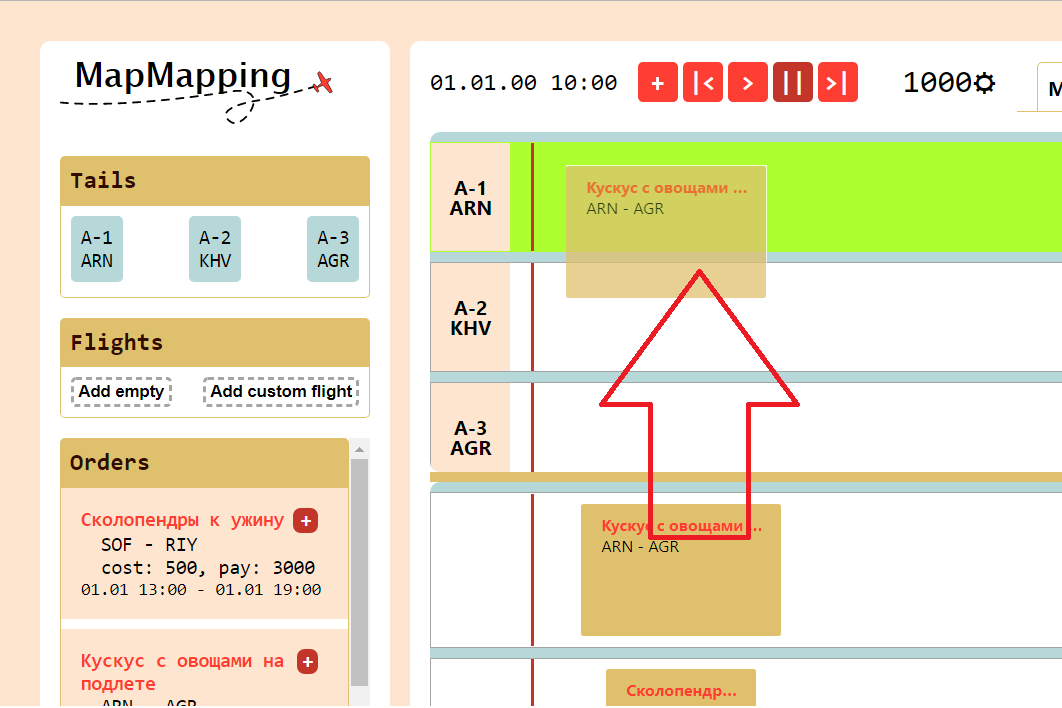 MapMapping
01.01.00 10:00 + |< > || >| 1000⚙
Tails
A-1
ARN
A-2
KHV
A-3
AGR
Flights
Add empty
Add custom flight
Orders
Сколопендры к ужину +
SOF - RIY
cost: 500, pay: 3000
01.01 13:00 - 01.01 19:00
Кускус с овощами на +
подлете
ARN - AGR
A-1
ARN
Кускус с овощами ...
ARN - AGR
A-2
KHV
A-3
AGR
Кускус с овощами ...
ARN - AGR
Сколопендр...